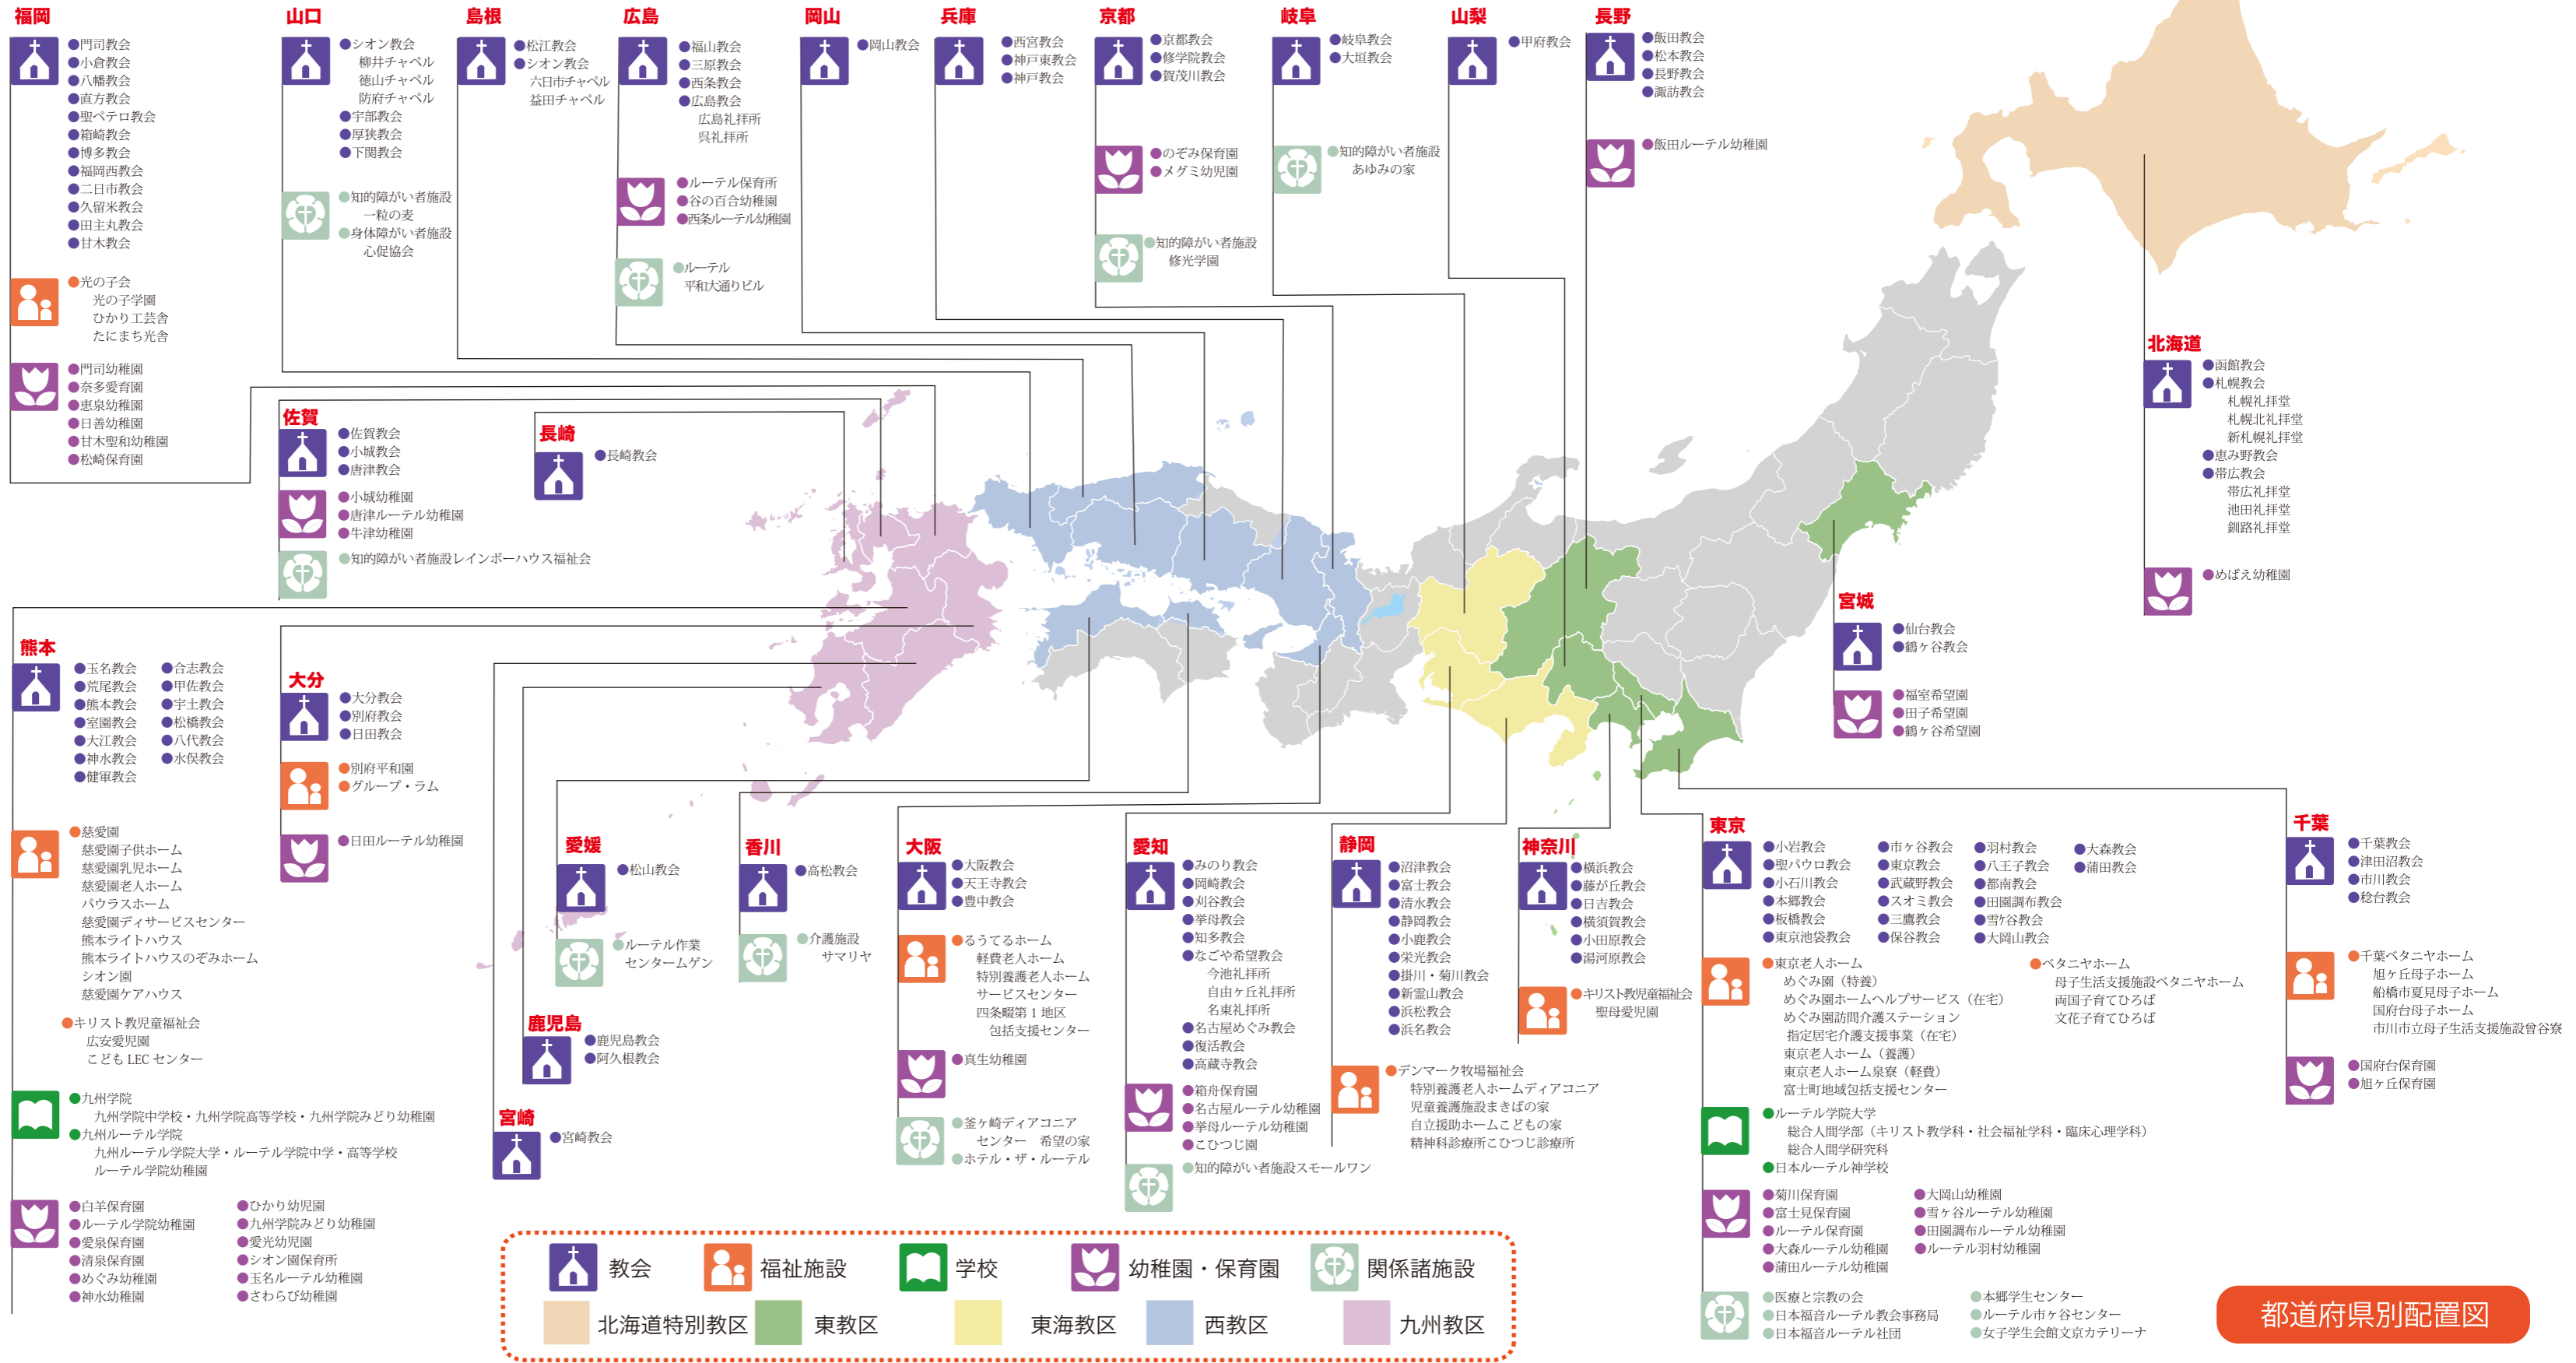 福岡
門司教会
小倉教会
八幡教会
直方教会
聖ペテロ教会
箱崎教会
博多教会
福岡西教会
二日市教会
久留米教会
田主丸教会
甘木教会
光の子会
光の子学園
ひかり工芸舎
たにまち光舎
門司幼稚園
奈多愛育園
恵泉幼稚園
日善幼稚園
甘木聖和幼稚園
松崎保育園
山口
シオン教会
柳井チャペル
徳山チャペル
防府チャペル
宇部教会
厚狭教会
下関教会
知的障がい者施設
一粒の麦
身体障がい者施設
心促協会
島根
松江教会
シオン教会
六日市チャペル
益田チャペル
広島
福山教会
三原教会
西条教会
広島教会
広島礼拝所
呉礼拝所
ルーテル保育所
谷の百合幼稚園
西条ルーテル幼稚園
ルーテル
平和大通りビル
岡山
岡山教会
兵庫
西宮教会
神戸東教会
神戸教会
京都
京都教会
修学院教会
賀茂川教会
のぞみ保育園
メグミ幼児園
知的障がい者施設
修光学園
岐阜
岐阜教会
大垣教会
知的障がい者施設
あゆみの家
山梨
甲府教会
長野
飯田教会
松本教会
長野教会
諏訪教会
飯田ルーテル幼稚園
北海道
函館教会
札幌教会
札幌礼拝堂
札幌北礼拝堂
新札幌礼拝堂
恵み野教会
帯広教会
帯広礼拝堂
池田礼拝堂
釧路礼拝堂
めばえ幼稚園
佐賀
佐賀教会
小城教会
唐津教会
小城幼稚園
唐津ルーテル幼稚園
牛津幼稚園
知的障がい者施設レインボーハウス福祉会
長崎
長崎教会
宮城
仙台教会
鶴ヶ谷教会
福室希望園
田子希望園
鶴ヶ谷希望園
熊本
玉名教会
荒尾教会
熊本教会
室園教会
大江教会
神水教会
健軍教会
合志教会
甲佐教会
宇土教会
松橋教会
八代教会
水俣教会
慈愛園
慈愛園子供ホーム
慈愛園乳児ホーム
慈愛園老人ホーム
パウラスホーム
慈愛園ディサービスセンター
熊本ライトハウス
熊本ライトハウスのぞみホーム
シオン園
慈愛園ケアハウス
キリスト教児童福祉会
広安愛児園
こども LEC センター
九州学院
九州学院中学校・九州学院高等学校・九州学院みどり幼稚園
九州ルーテル学院
九州ルーテル学院大学・ルーテル学院中学・高等学校
ルーテル学院幼稚園
白羊保育園
ルーテル学院幼稚園
愛泉保育園
清泉保育園
めぐみ幼稚園
神水幼稚園
ひかり幼児園
九州学院みどり幼稚園
愛光幼児園
シオン園保育所
玉名ルーテル幼稚園
さわらび幼稚園
大分
大分教会
別府教会
日田教会
別府平和園
グループ・ラム
日田ルーテル幼稚園
愛媛
松山教会
ルーテル作業
センタームゲン
鹿児島
鹿児島教会
阿久根教会
宮崎
宮崎教会
香川
高松教会
介護施設
サマリヤ
大阪
大阪教会
天王寺教会
豊中教会
るうてるホーム
軽費老人ホーム
特別養護老人ホーム
サービスセンター
四条畷第 1 地区
包括支援センター
真生幼稚園
釜ヶ崎ディアコニア
センター　希望の家
ホテル・ザ・ルーテル
愛知
みのり教会
岡崎教会
刈谷教会
挙母教会
知多教会
なごや希望教会
今池礼拝所
自由ヶ丘礼拝所
名東礼拝所
名古屋めぐみ教会
復活教会
高蔵寺教会
箱舟保育園
名古屋ルーテル幼稚園
挙母ルーテル幼稚園
こひつじ園
知的障がい者施設スモールワン
静岡
沼津教会
富士教会
清水教会
静岡教会
小鹿教会
栄光教会
掛川・菊川教会
新霊山教会
浜松教会
浜名教会
デンマーク牧場福祉会
特別養護老人ホームディアコニア
児童養護施設まきばの家
自立援助ホームこどもの家
精神科診療所こひつじ診療所
神奈川
横浜教会
藤が丘教会
日吉教会
横須賀教会
小田原教会
湯河原教会
キリスト教児童福祉会
聖母愛児園
東京
小岩教会
聖パウロ教会
小石川教会
本郷教会
板橋教会
東京池袋教会
市ヶ谷教会
東京教会
武蔵野教会
スオミ教会
三鷹教会
保谷教会
羽村教会
八王子教会
都南教会
田園調布教会
雪ケ谷教会
大岡山教会
大森教会
蒲田教会
東京老人ホーム
めぐみ園（特養）
めぐみ園ホームヘルプサービス（在宅）
めぐみ園訪問介護ステーション
指定居宅介護支援事業（在宅）
東京老人ホーム（養護）
東京老人ホーム泉寮（軽費）
富士町地域包括支援センター
ベタニヤホーム
母子生活支援施設ベタニヤホーム
両国子育てひろば
文花子育てひろば
ルーテル学院大学
総合人間学部（キリスト教学科・社会福祉学科・臨床心理学科）
総合人間学研究科
日本ルーテル神学校
菊川保育園
富士見保育園
ルーテル保育園
大森ルーテル幼稚園
蒲田ルーテル幼稚園
大岡山幼稚園
雪ヶ谷ルーテル幼稚園
田園調布ルーテル幼稚園
ルーテル羽村幼稚園
医療と宗教の会
日本福音ルーテル教会事務局
日本福音ルーテル社団
本郷学生センター
ルーテル市ヶ谷センター
女子学生会館文京カテリーナ
千葉
千葉教会
津田沼教会
市川教会
稔台教会
千葉ベタニヤホーム
旭ヶ丘母子ホーム
船橋市夏見母子ホーム
国府台母子ホーム
市川市立母子生活支援施設曾谷寮
国府台保育園
旭ヶ丘保育園
教会
福祉施設
学校
幼稚園・保育園
関係諸施設
北海道特別教区
東教区
東海教区
西教区
九州教区
都道府県別配置図